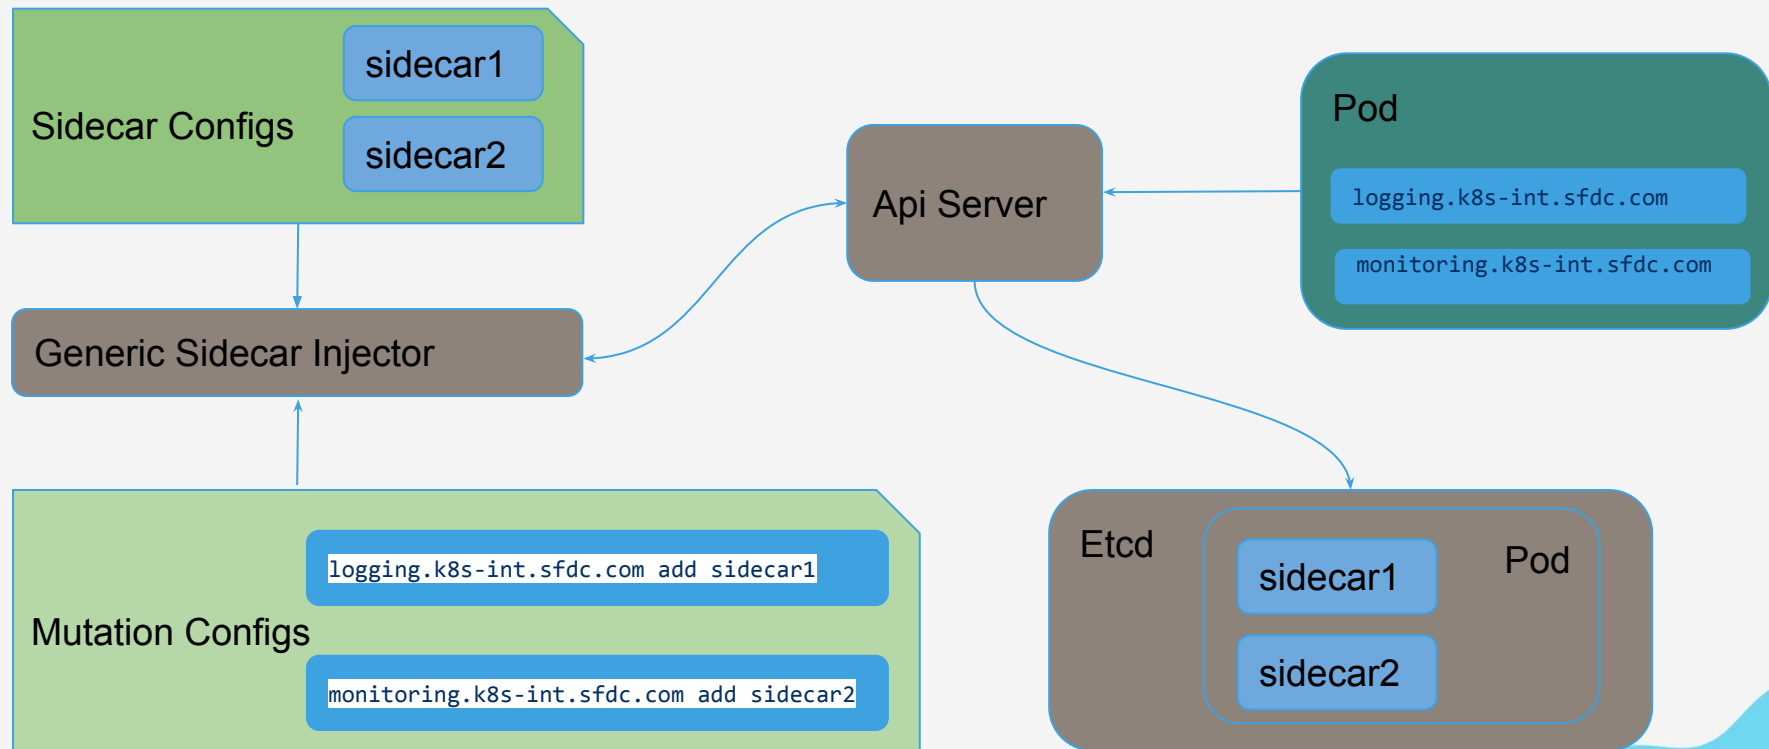 sidecar1
Sidecar Configs
sidecar2
Generic Sidecar Injector
Api Server
Pod
logging.k8s-int.sfdc.com
monitoring.k8s-int.sfdc.com
logging.k8s-int.sfdc.com add sidecar1
Mutation Configs
monitoring.k8s-int.sfdc.com add sidecar2
Etcd
Pod
sidecar1
sidecar2